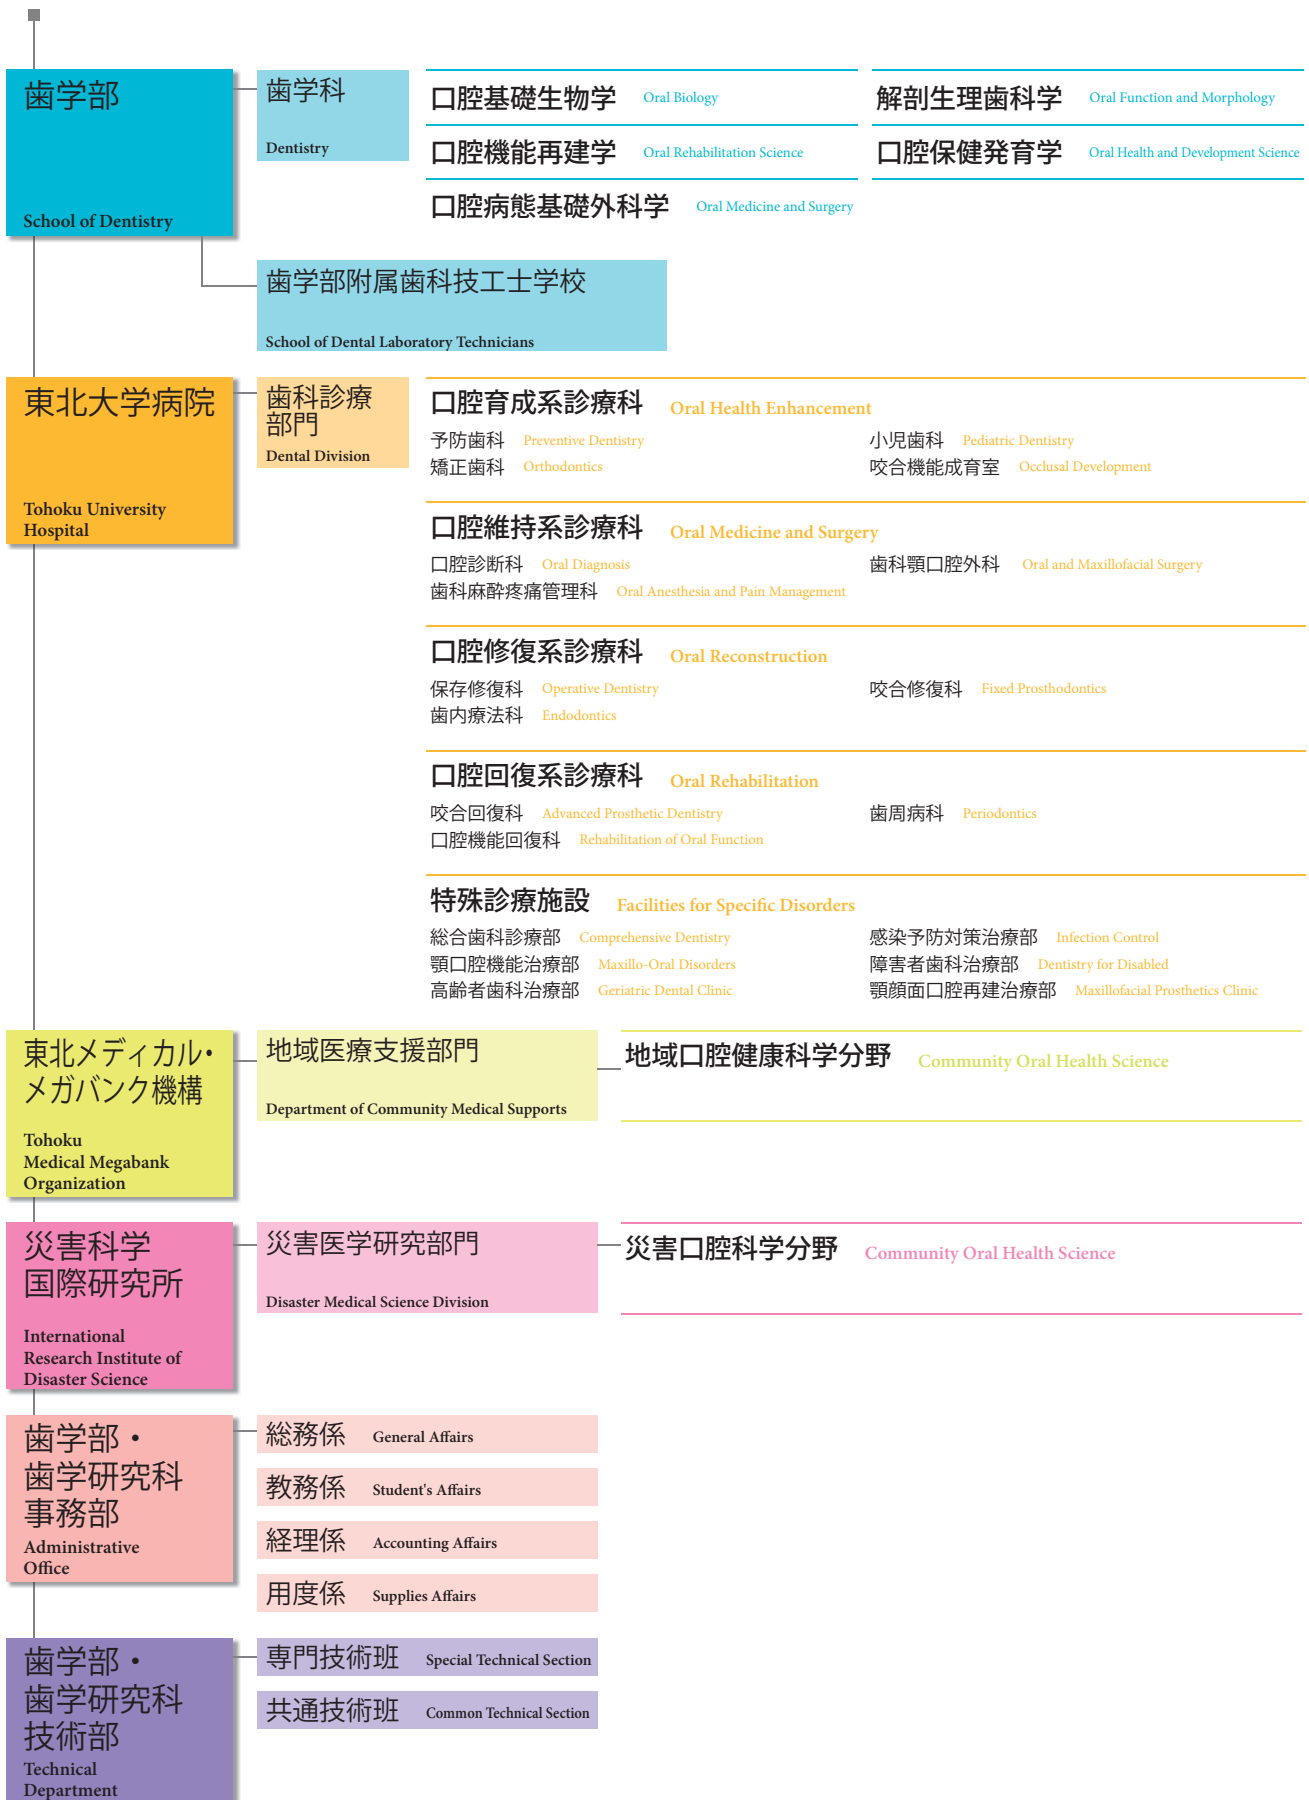 歯学部
School of Dentistry
歯学科
Dentistry
口腔基礎生物学 Oral Biology
解剖生理歯科学 Oral Function and Morphology
口腔機能再建学 Oral Rehabilitation Science
口腔保健発育学 Oral Health and Development Science
口腔病態基礎外科学 Oral Medicine and Surgery
歯学部附属歯科技工士学校
School of Dental Laboratory Technicians
東北大学病院
Tohoku University
Hospital
歯科診療
部門
Dental Division
口腔育成系診療科 Oral Health Enhancement
予防歯科 Preventive Dentistry
小児歯科 Pediatric Dentistry
矯正歯科 Orthodontics
咬合機能成育室 Occlusal Development
口腔維持系診療科 Oral Medicine and Surgery
口腔診断科 Oral Diagnosis
歯科顎口腔外科 Oral and Maxillofacial Surgery
歯科麻酔疼痛管理科 Oral Anesthesia and Pain Management
口腔修復系診療科 Oral Reconstruction
保存修復科 Operative Dentistry
咬合修復科 Fixed Prosthodontics
歯内療法科 Endodontics
口腔回復系診療科 Oral Rehabilitation
咬合回復科 Advanced Prosthetic Dentistry
歯周病科 Periodontics
口腔機能回復科 Rehabilitation of Oral Function
特殊診療施設 Facilities for Specific Disorders
総合歯科診療部 Comprehensive Dentistry
感染予防対策治療部 Infection Control
顎口腔機能治療部 Maxillo-Oral Disorders
障害者歯科治療部 Dentistry for Disabled
高齢者歯科治療部 Geriatric Dental Clinic
顎顔面口腔再建治療部 Maxillofacial Prosthetics Clinic
東北メディカル・
メガバンク機構
Tohoku
Medical Megabank
Organization
地域医療支援部門
Department of Community Medical Supports
地域口腔健康科学分野 Community Oral Health Science
災害科学
国際研究所
International
Research Institute of
Disaster Science
災害医学研究部門
Disaster Medical Science Division
災害口腔科学分野 Community Oral Health Science
歯学部・
歯学研究科
事務部
Administrative
Office
総務係 General Affairs
教務係 Student's Affairs
経理係 Accounting Affairs
用度係 Supplies Affairs
歯学部・
歯学研究科
技術部
Technical
Department
専門技術班 Special Technical Section
共通技術班 Common Technical Section